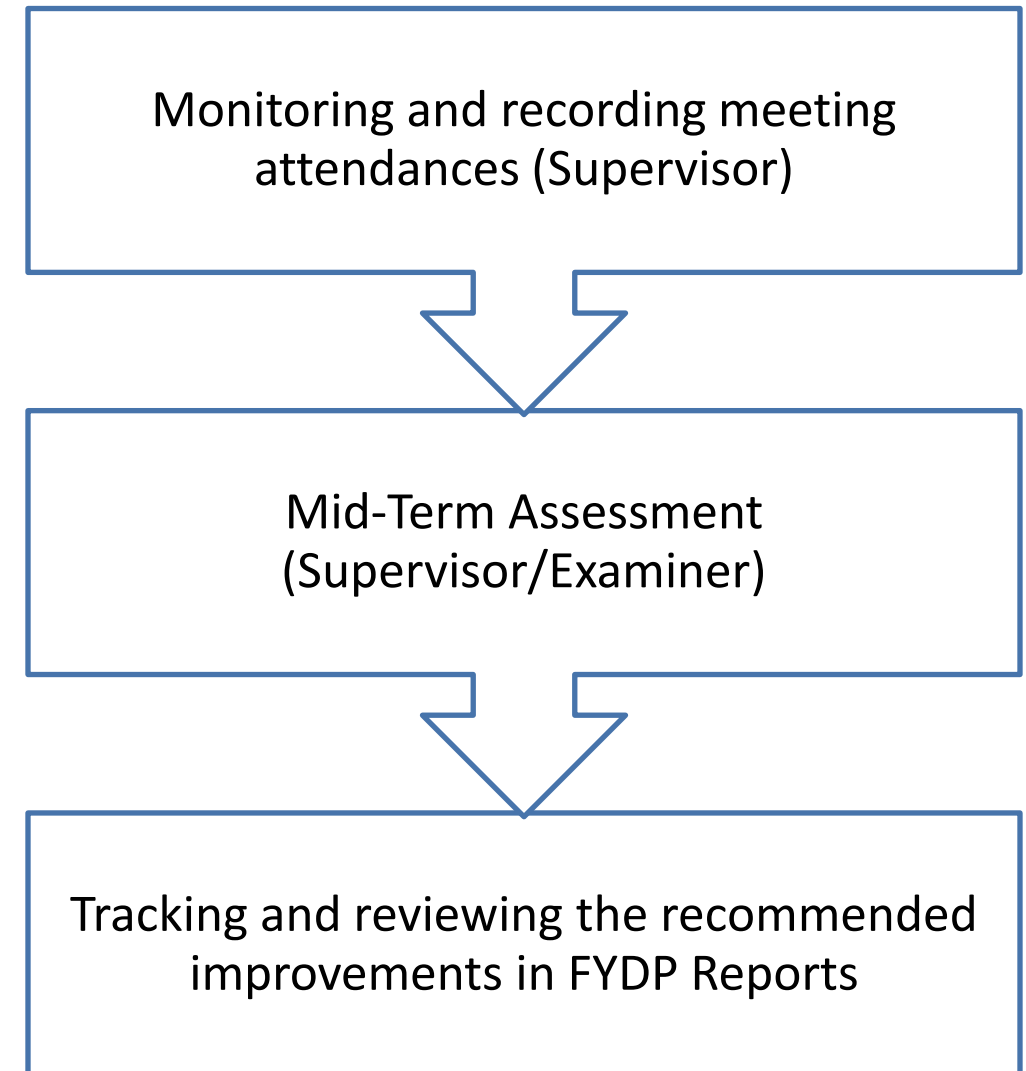 Monitoring and recording meeting
attendances (Supervisor)
Mid-Term Assessment
(Supervisor/Examiner)
Tracking and reviewing the recommended
improvements in FYDP Reports